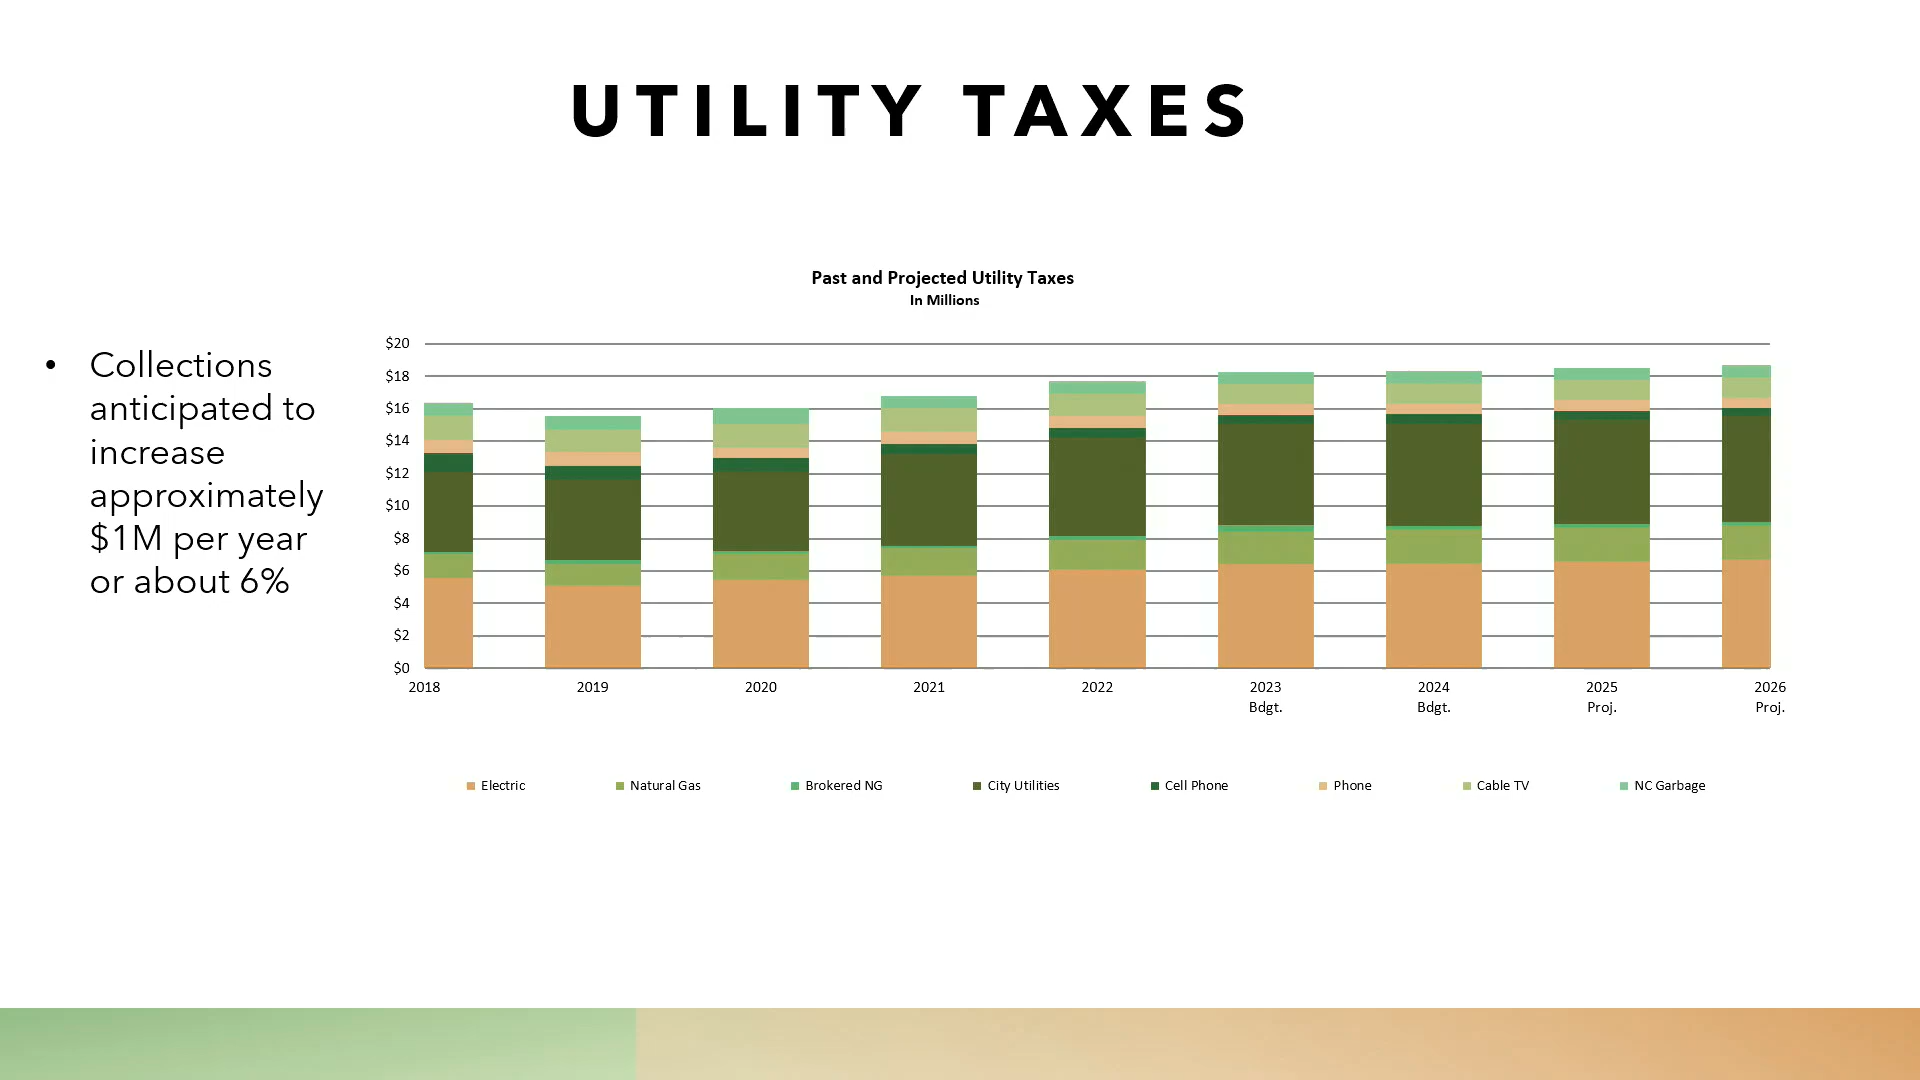 UTILITY TAXES
Past and Projected Utility Taxes
In Millions
• Collections
anticipated to
increase
approximately
$1M per year
or about 6%
$20
$18
$16
$14
$12
$10
$8
$6
$4
$2
$0
2018 2019 2020 2021 2022 2023 2024 2025 2026
Bdgt. Bdgt. Proj. Proj.
Electric Natural Gas Brokered NG City Utilities Cell Phone Phone Cable TV NC Garbage